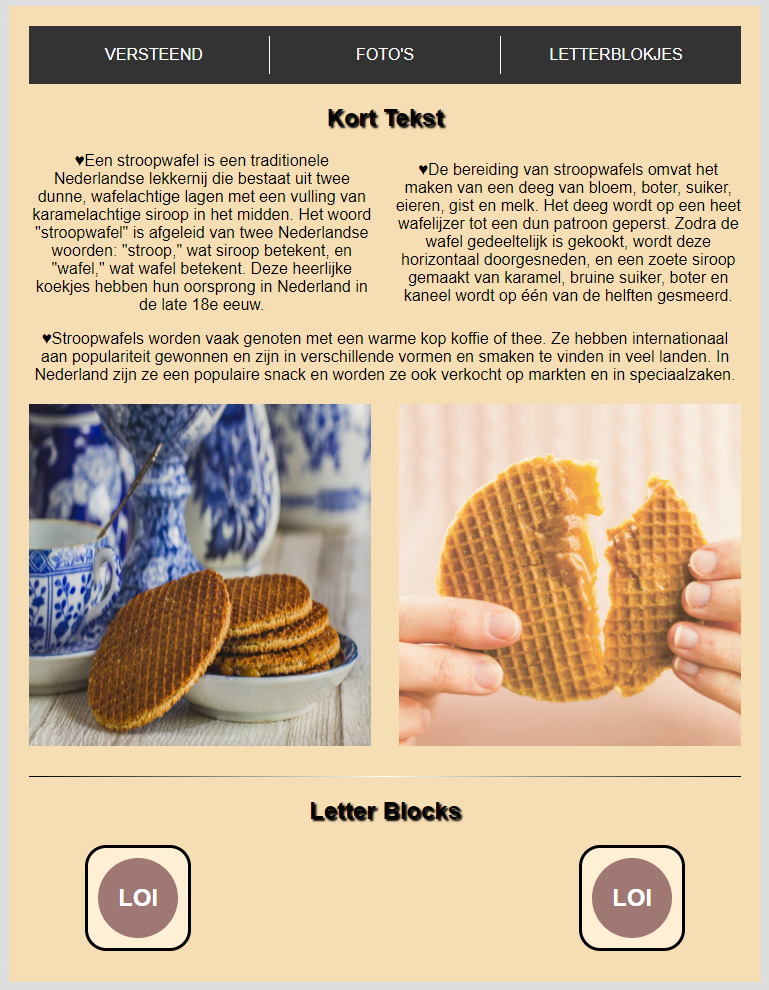 VERSTEEND
FOTO'S
LETTERBLOKJES
Kort Tekst
♥Een stroopwafel is een traditionele
Nederlandse lekkernij die bestaat uit twee
dunne, wafelachtige lagen met een vulling van
karamelachtige siroop in het midden. Het woord
"stroopwafel" is afgeleid van twee Nederlandse
woorden: "stroop," wat siroop betekent, en
"wafel," wat wafel betekent. Deze heerlijke
koekjes hebben hun oorsprong in Nederland in
de late 18e eeuw.
♥De bereiding van stroopwafels omvat het
maken van een deeg van bloem, boter, suiker,
eieren, gist en melk. Het deeg wordt op een heet
wafelijzer tot een dun patroon geperst. Zodra de
wafel gedeeltelijk is gekookt, wordt deze
horizontaal doorgesneden, en een zoete siroop
gemaakt van karamel, bruine suiker, boter en
kaneel wordt op één van de helften gesmeerd.
♥Stroopwafels worden vaak genoten met een warme kop koffie of thee. Ze hebben internationaal
aan populariteit gewonnen en zijn in verschillende vormen en smaken te vinden in veel landen. In
Nederland zijn ze een populaire snack en worden ze ook verkocht op markten en in speciaalzaken.
Letter Blocks
LOI
LOI